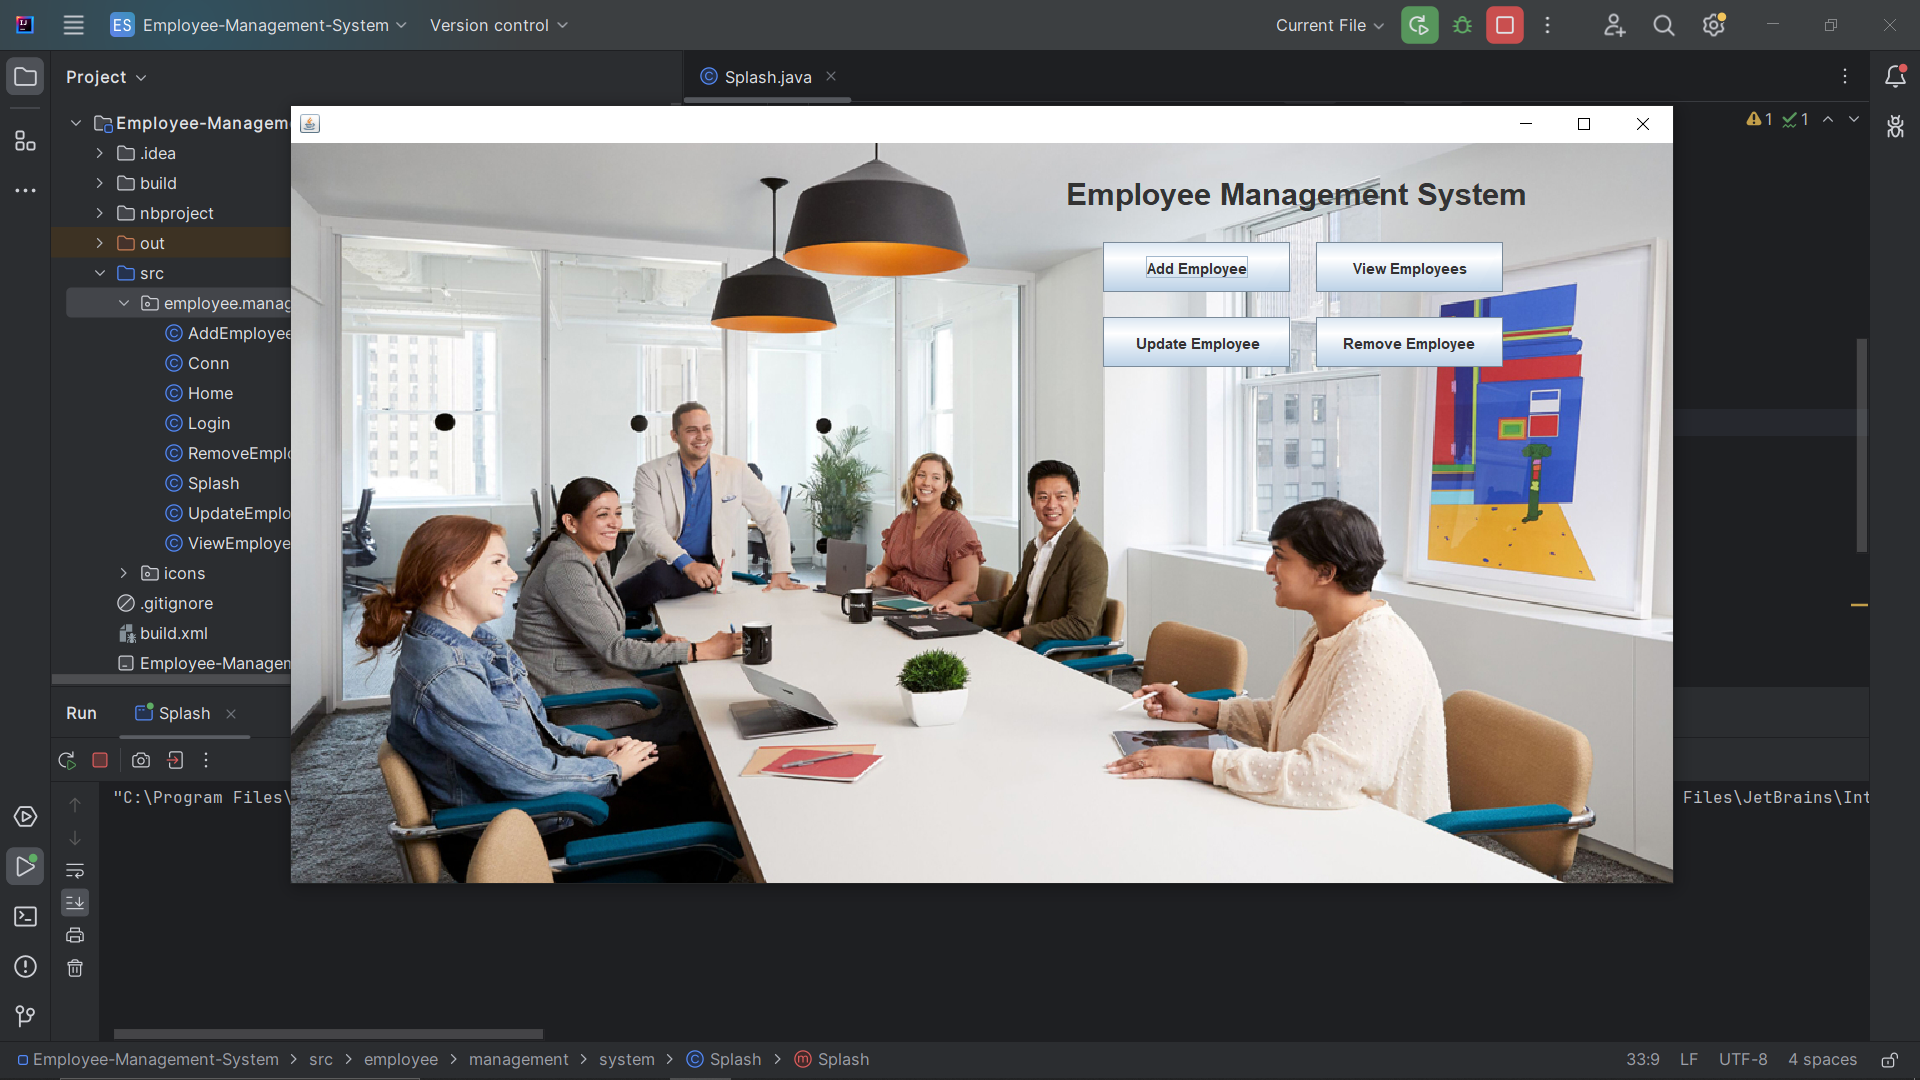 ES Employee-Management-System Version control Current File
Project Splash.java
Employee-Managem 1 1
.idea
build
nbproject
out
src
employee.manag
AddEmployee
Conn
Home
Login
RemoveEmplo
Splash
UpdateEmplo
ViewEmploye
icons
.gitignore
build.xml
Employee-Managen
Employee Management System
Add Employee View Employees
Update Employee Remove Employee
Run Splash
"C:\Program Files\ Files\JetBrains\Int
Employee-Management-System > src > employee > management > system > Splash > Splash 33:9 LF UTF-8 4 spaces